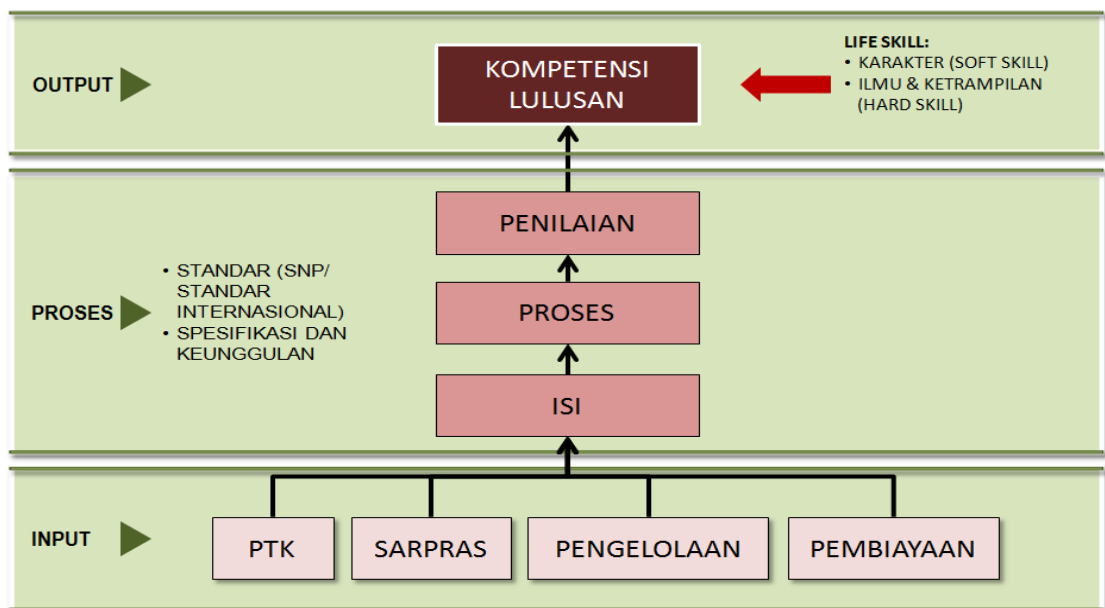 OUTPUT
KOMPETENSI
LULUSAN
LIFE SKILL:
• KARAKTER (SOFT SKILL)
• ILMU & KETRAMPILAN
(HARD SKILL)
PROSES
• STANDAR (SNP/
STANDAR
INTERNASIONAL)
• SPESIFIKASI DAN
KEUNGGULAN
PENILAIAN
PROSES
ISI
INPUT
PTK
SARPRAS
PENGELOLAAN
PEMBIAYAAN